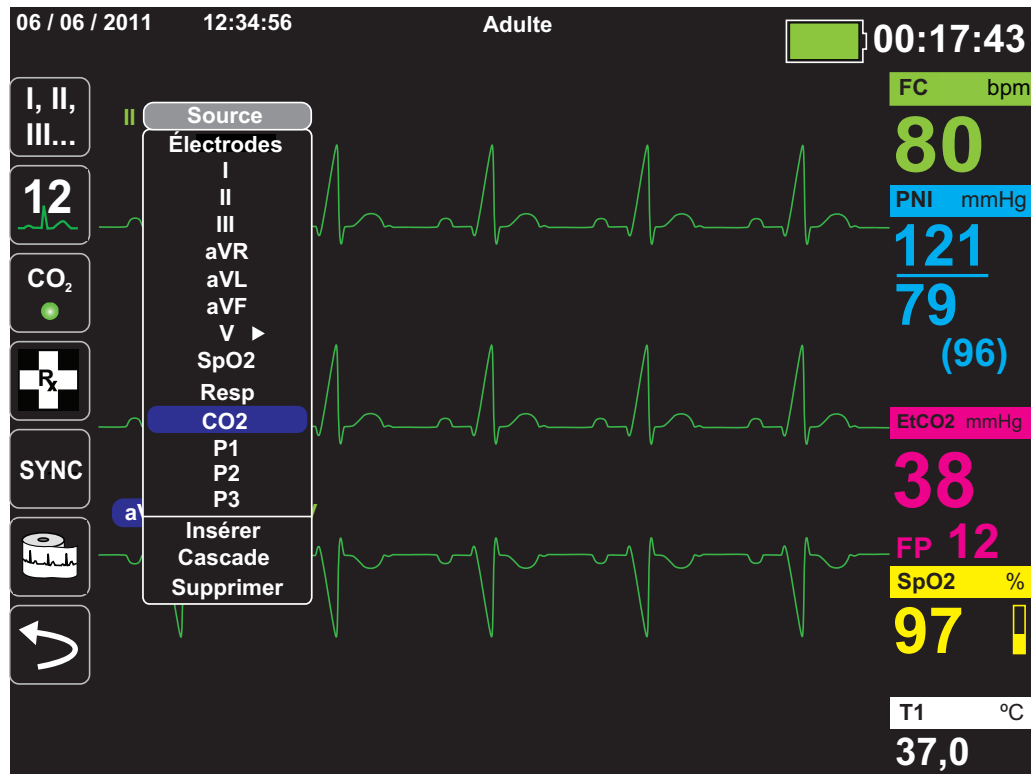 06 / 06 / 2011 12:34:56 Adulte 00:17:43
I, II,
III...
12
CO₂
Rx
SYNC
II
Source
Électrodes
I
II
III
aVR
aVL
aVF
V ▶
SpO2
Resp
CO2
P1
P2
P3
Insérer
Cascade
Supprimer
FC bpm
80
PNI mmHg
121
79
(96)
EtCO2 mmHg
38
FP 12
SpO2 %
97
T1 ºC
37,0